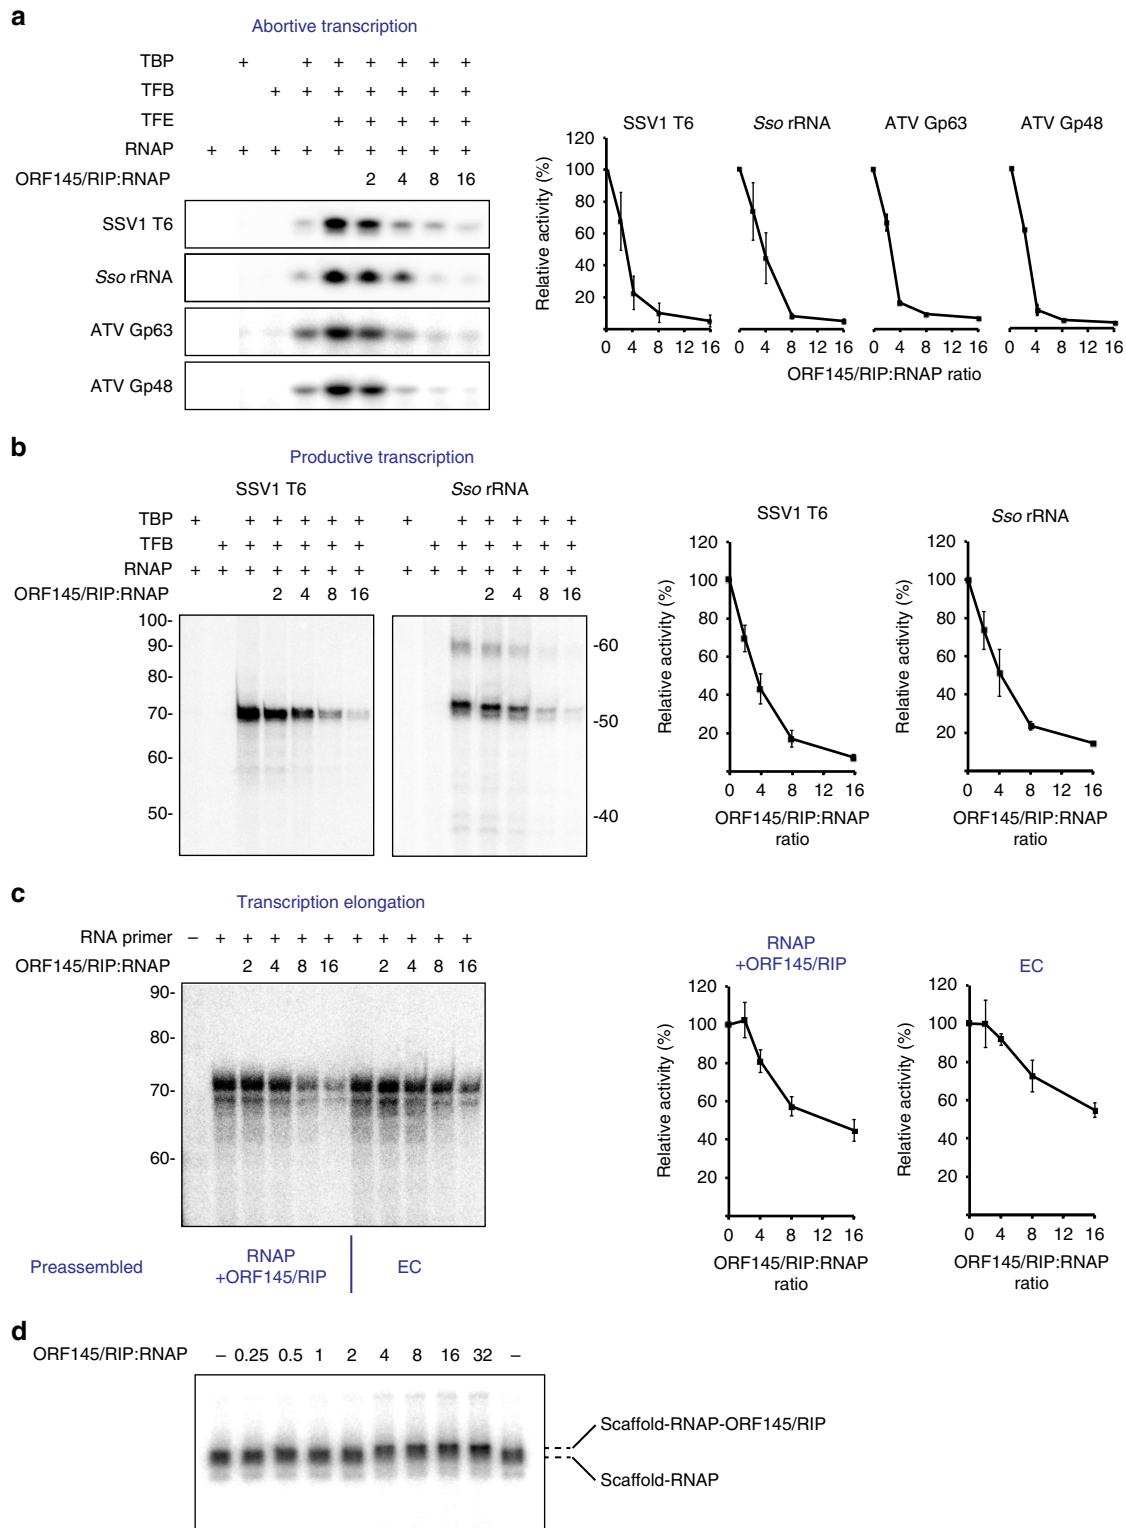 a
Abortive transcription
TBP + + + + + + +
TFB + + + + + + +
TFE + + + + +
RNAP + + + + + + + + +
ORF145/RIP:RNAP 2 4 8 16
SSV1 T6
Sso rRNA
ATV Gp63
ATV Gp48
SSV1 T6 Sso rRNA ATV Gp63 ATV Gp48
Relative activity (%)
120
100
80
60
40
20
0 4 8 12 16 0 4 8 12 16 0 4 8 12 16 0 4 8 12 16
ORF145/RIP:RNAP ratio
b
Productive transcription
SSV1 T6 Sso rRNA
TBP + + + + + + + + + + + +
TFB + + + + + + + + + + + +
RNAP + + + + + + + + + + + + + +
ORF145/RIP:RNAP 2 4 8 16 2 4 8 16
100-
90-
80-
70-
60-
50-
-60
-50
-40
SSV1 T6
Relative activity (%)
120
100
80
60
40
20
0 4 8 12 16
ORF145/RIP:RNAP
ratio
Sso rRNA
Relative activity (%)
120
100
80
60
40
20
0 4 8 12 16
ORF145/RIP:RNAP
ratio
c
Transcription elongation
RNA primer – + + + + + + + + + +
ORF145/RIP:RNAP 2 4 8 16 2 4 8 16
90-
80-
70-
60-
Preassembled
RNAP
+ORF145/RIP
EC
RNAP
+ORF145/RIP
Relative activity (%)
120
100
80
60
40
20
0 4 8 12 16
ORF145/RIP:RNAP
ratio
EC
Relative activity (%)
120
100
80
60
40
20
0 4 8 12 16
ORF145/RIP:RNAP
ratio
d
ORF145/RIP:RNAP – 0.25 0.5 1 2 4 8 16 32 –
Scaffold-RNAP-ORF145/RIP
Scaffold-RNAP